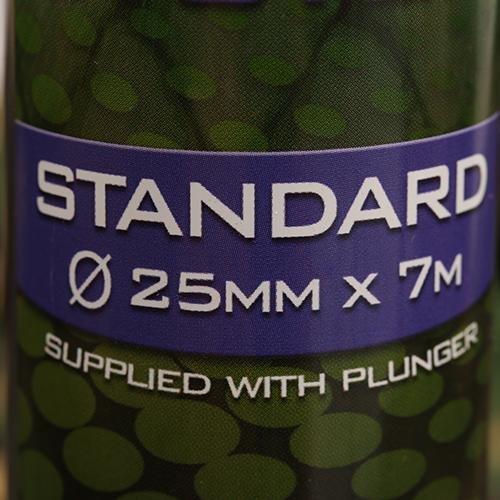 STANDARD
Ø 25MM X 7M
SUPPLIED WITH PLUNGER